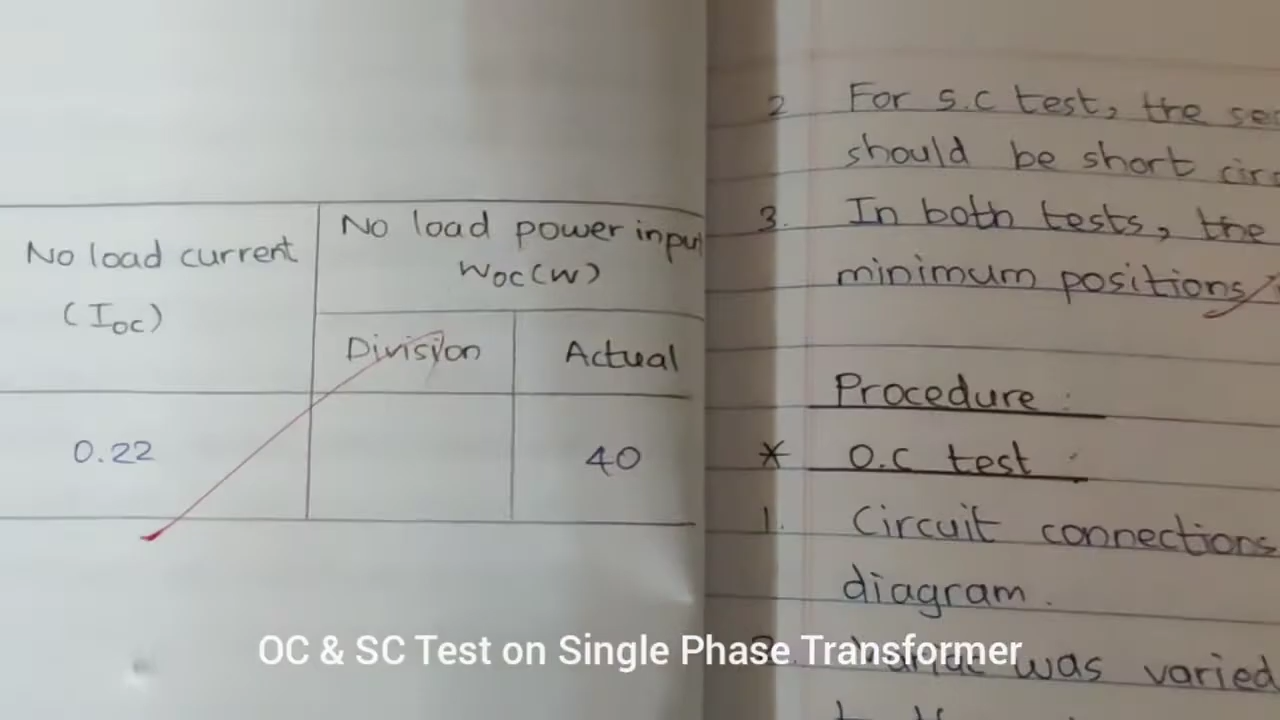 No load current
(Ioc)
No load power input
Woc(W)
Division
Actual
0.22
40
2 For s.c test, the
should be short
3. In both tests, the
minimum positions
Procedure :
* O.C test :
1. Circuit connections
diagram.
was varied
OC & SC Test on Single Phase Transformer